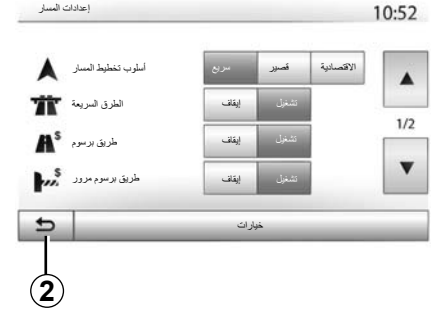 إعدادات المسار 10:52
أسلوب تخطيط المسار سريع قصير الاقتصادية
الطرق السريعة إيقاف تشغيل
1/2
طريق برسوم إيقاف تشغيل
طريق برسوم مرور إيقاف تشغيل
خيارات
2